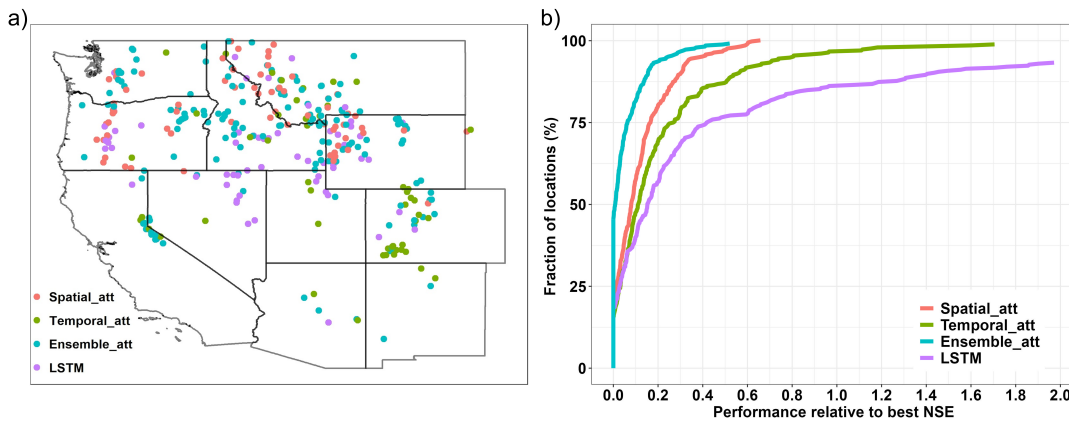 a)
Spatial_att
Temporal_att
Ensemble_att
LSTM
b)
Fraction of locations (%)
100
75
50
25
0
Spatial_att
Temporal_att
Ensemble_att
LSTM
0.0 0.2 0.4 0.6 0.8 1.0 1.2 1.4 1.6 1.8 2.0
Performance relative to best NSE